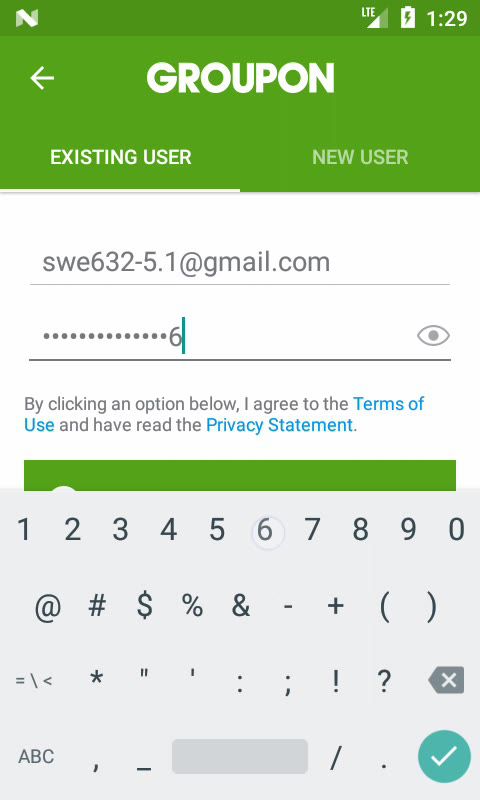 LTE 1:29
GROUPON
EXISTING USER NEW USER
swe632-5.1@gmail.com
••••••••••••••6
By clicking an option below, I agree to the Terms of
Use and have read the Privacy Statement.
1 2 3 4 5 6 7 8 9 0
@ # $ % & - + ( )
= \ < * " ' : ; ! ?
ABC , _ / .